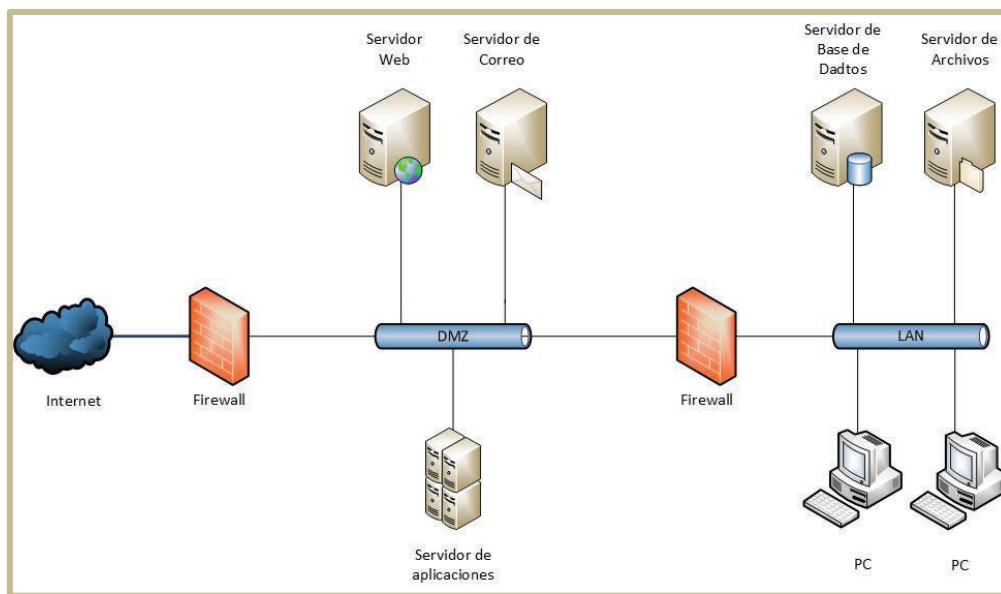 Servidor
Web
Servidor de
Correo
Servidor de
Base de
Dadtos
Servidor de
Archivos
Internet
Firewall
DMZ
Firewall
LAN
Servidor de
aplicaciones
PC
PC